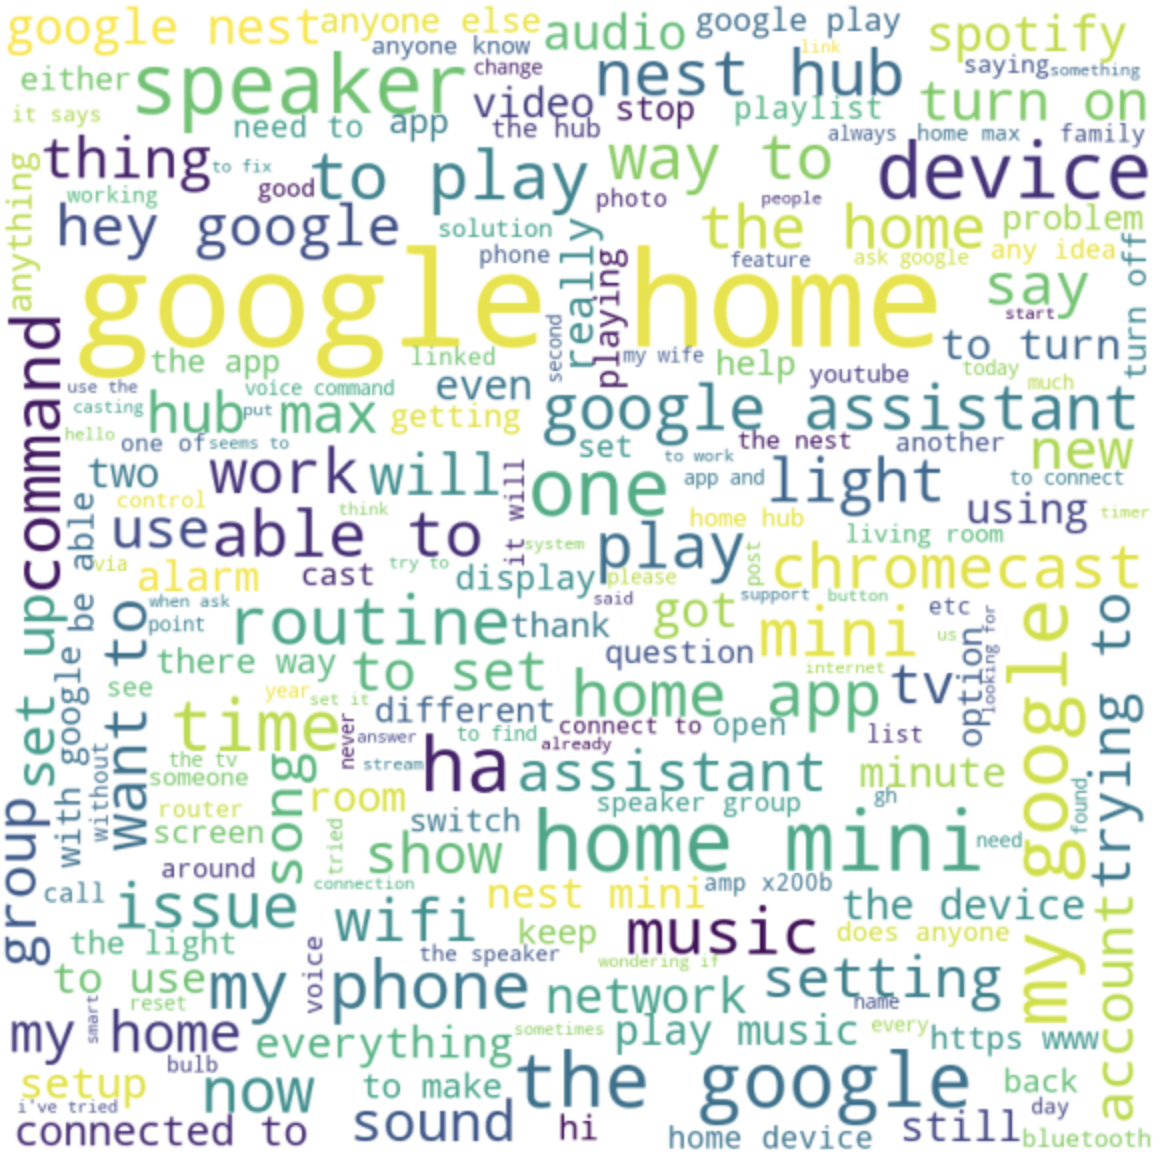 google nest
anyone else
audio
google play
spotify
anyone know
link
either
speaker
change
nest hub
saying
something
it says
video
stop
playlist
turn on
need to
app
the hub
always
home max
family
thing
to fix
to play
way to
device
anything
working
good
photo
people
hey google
solution
really
the home
problem
phone
playing
feature
ask google
any idea
turn off
google home
say
start
command
second
to turn
the app
linked
my wife
help
youtube
today
use the
voice command
even
much
casting
hub max
put
getting
google assistant
hello
one of
seems to
set
the nest
another
new
two
work
will
it will
one
to work
app and
light
to connect
be able
control
think
using
timer
use
able to
home hub
living room
via
system
play
post
alarm
cast
try to
display
please
chromecast
set up
want to
when ask
point
routine
thank
said
got
support
button
etc
looking for
my google
trying to
mini
us
question
option
there way
to set
internet
with google
see
year
set it
home app
tv
time
never
different
connect to
open
answer
to find
already
list
without
the tv
someone
song
stream
ha
assistant
minute
group
router
room
speaker group
gh
found
screen
tried
switch
show
home mini
need
around
connection
call
issue
wifi
nest mini
amp x200b
the device
account
the light
voice
keep
music
does anyone
the speaker
wondering if
to use
my phone
network
setting
reset
name
smart
my home
everything
sometimes
play music
every
https www
bulb
setup
now
to make
the google
back
i've tried
day
connected to
sound
hi
home device
still
bluetooth